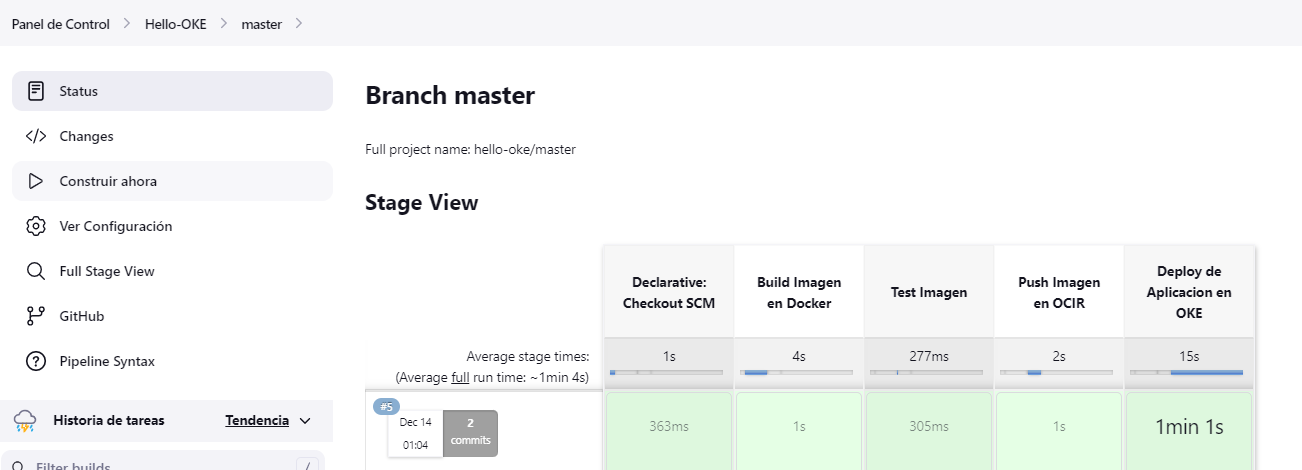 Panel de Control > Hello-OKE > master >
Status
Changes
Construir ahora
Ver Configuración
Full Stage View
GitHub
Pipeline Syntax
Historia de tareas Tendencia
Filter builds /
Branch master
Full project name: hello-oke/master
Stage View
Declarative:
Checkout SCM
Build Imagen
en Docker
Test Imagen
Push Imagen
en OCIR
Deploy de
Aplicacion en
OKE
Average stage times: 1s 4s 277ms 2s 15s
(Average full run time: ~1min 4s)
#5
Dec 14
01:04
2
commits
363ms 1s 305ms 1s 1min 1s